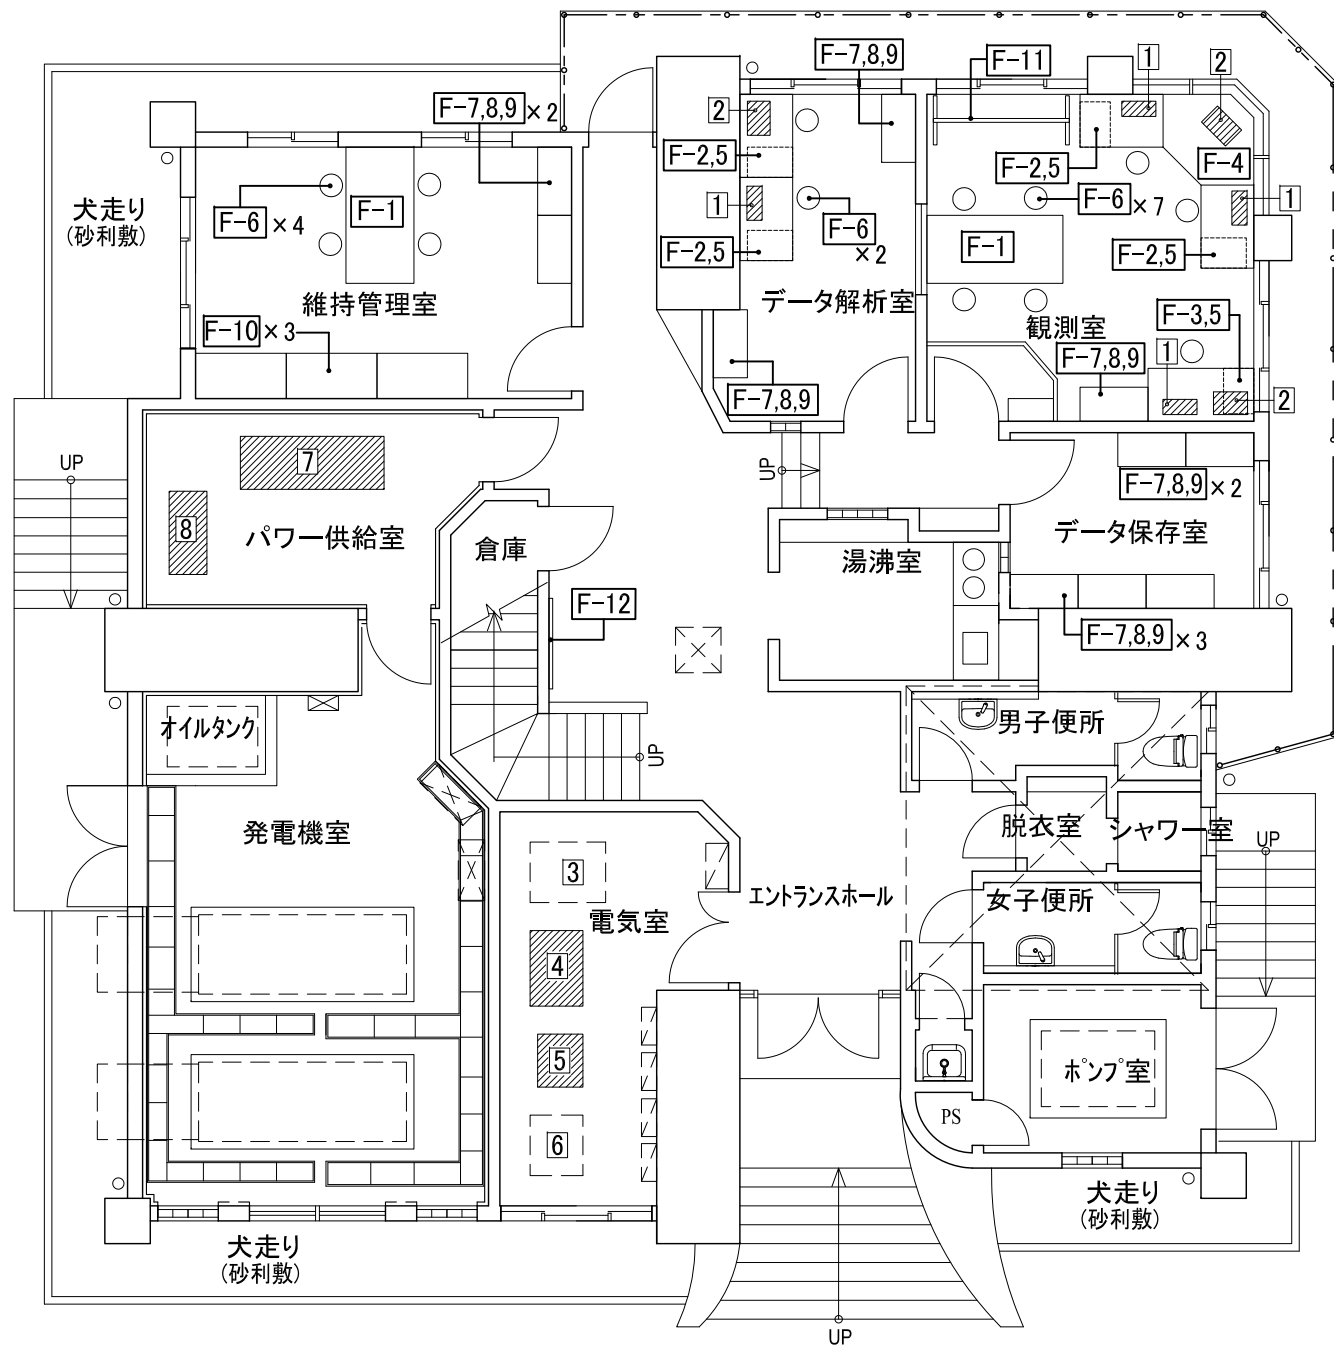 F-7,8,9
F-11
1
2
F-7,8,9 ×2
2
F-2,5
F-2,5
F-4
1
1
F-6 ×4
F-1
犬走り
(砂利敷)
F-6
×2
F-6 ×7
F-2,5
F-1
F-2,5
維持管理室
データ解析室
観測室
F-3,5
F-10 ×3
F-7,8,9
F-7,8,9
1
2
UP
7
UP
F-7,8,9 ×2
8
パワー供給室
倉庫
湯沸室
データ保存室
F-12
F-7,8,9 ×3
オイルタンク
男子便所
UP
発電機室
脱衣室
シャワー室
UP
3
エントランスホール
女子便所
電気室
4
5
ポンプ室
PS
6
犬走り
(砂利敷)
犬走り
(砂利敷)
UP